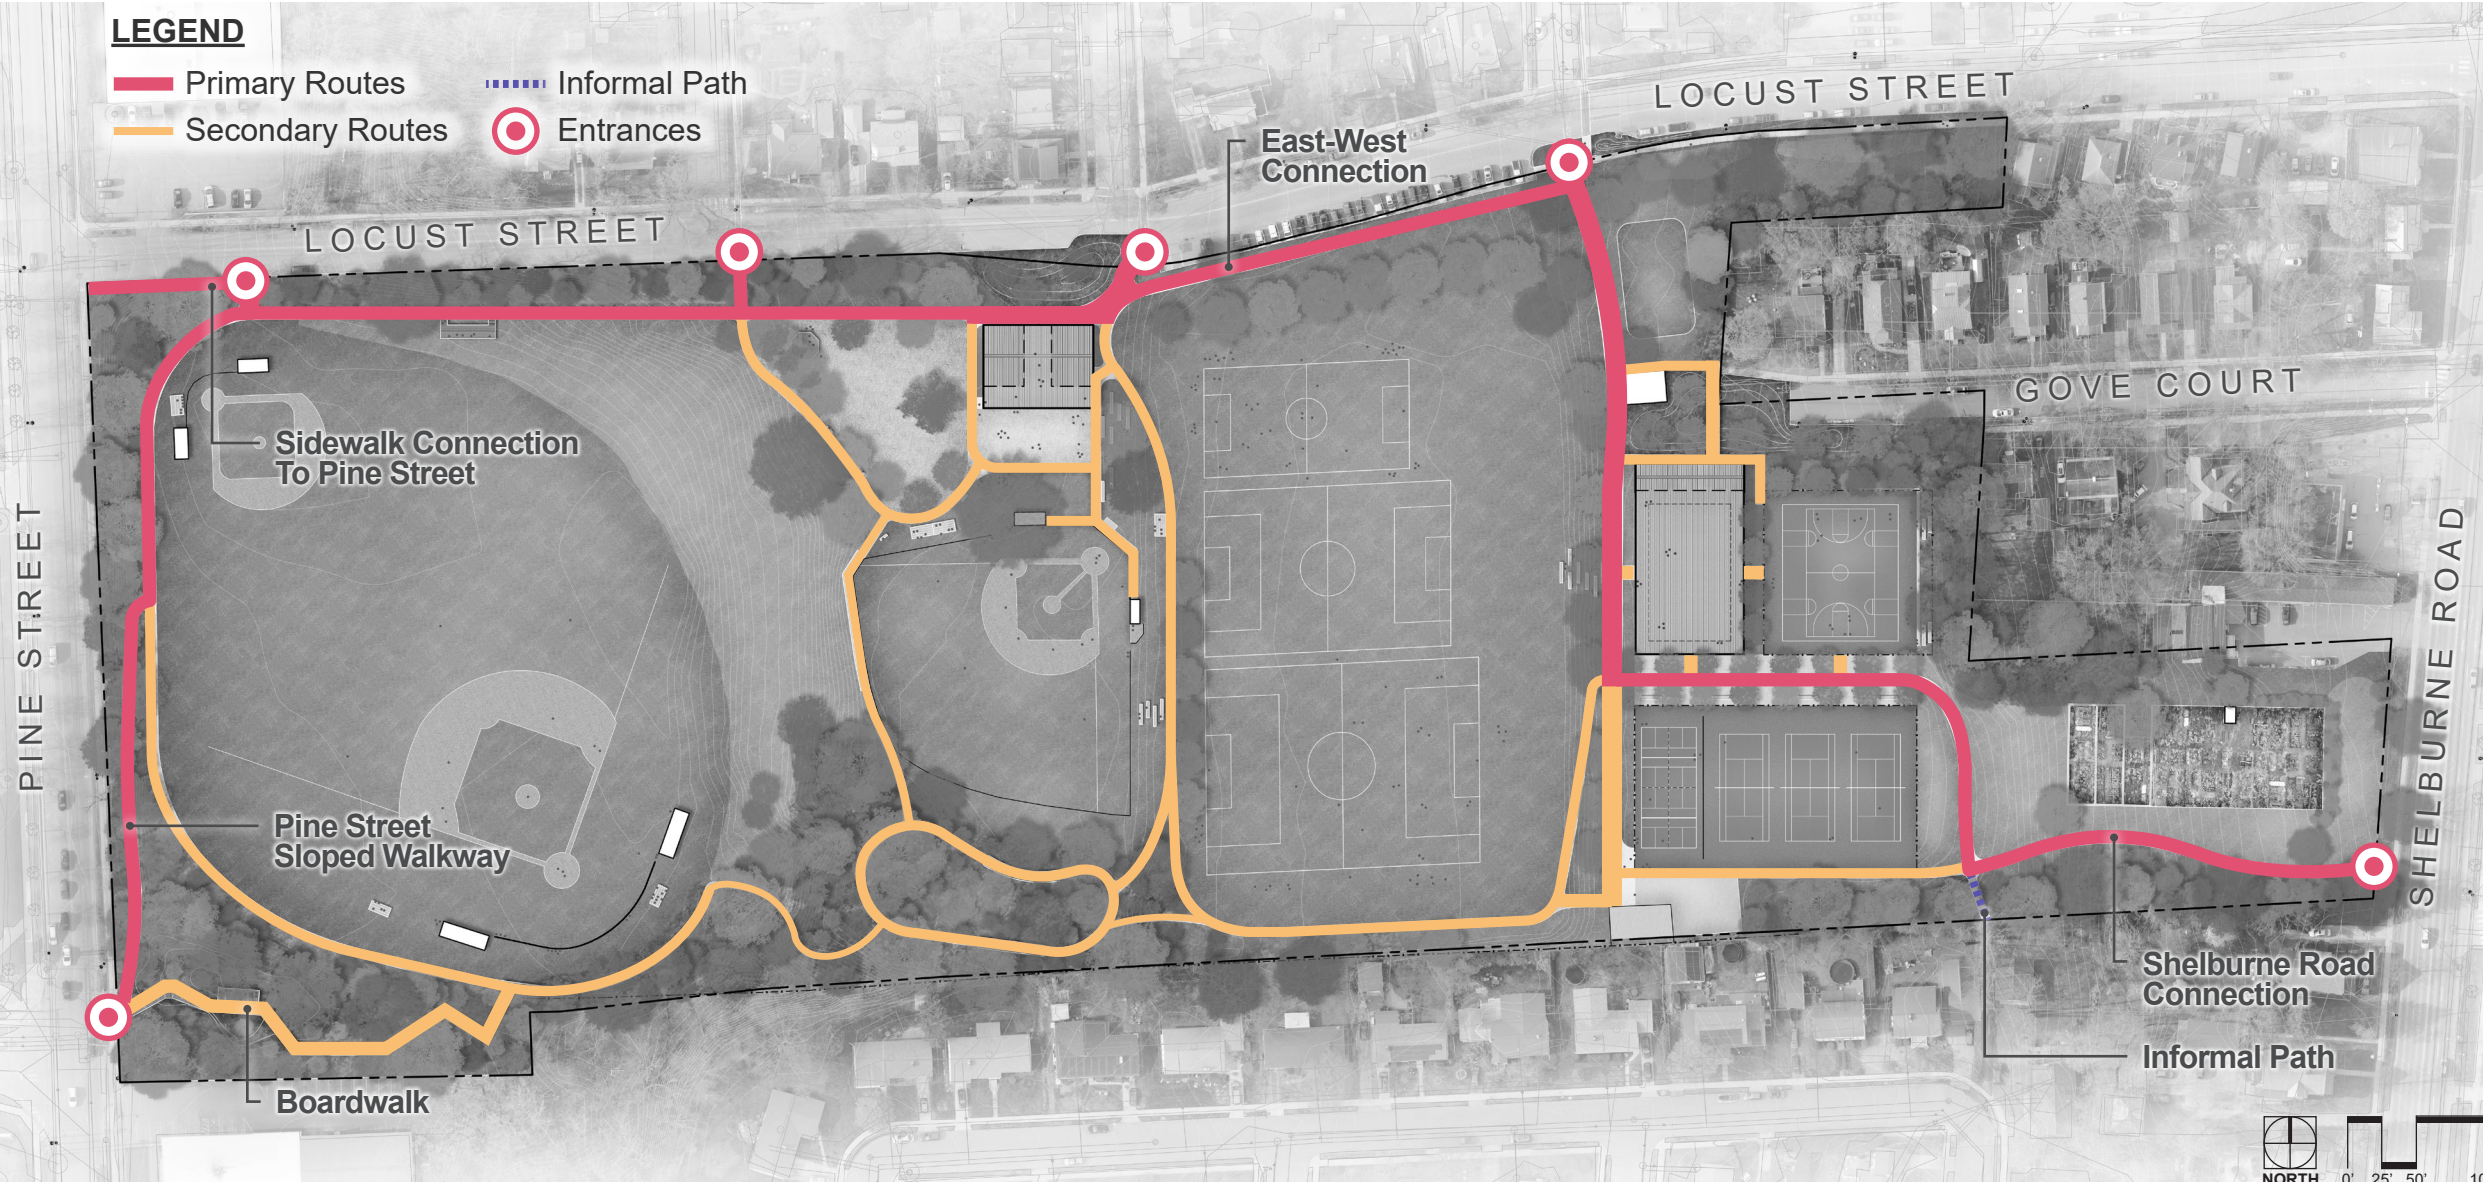 LEGEND
Primary Routes
Secondary Routes
Informal Path
Entrances
LOCUST STREET
LOCUST STREET
East-West
Connection
GOVE COURT
Sidewalk Connection
To Pine Street
PINE STREET
SHELBURNE ROAD
Pine Street
Sloped Walkway
Shelburne Road
Connection
Informal Path
Boardwalk
NORTH
0' 25' 50'